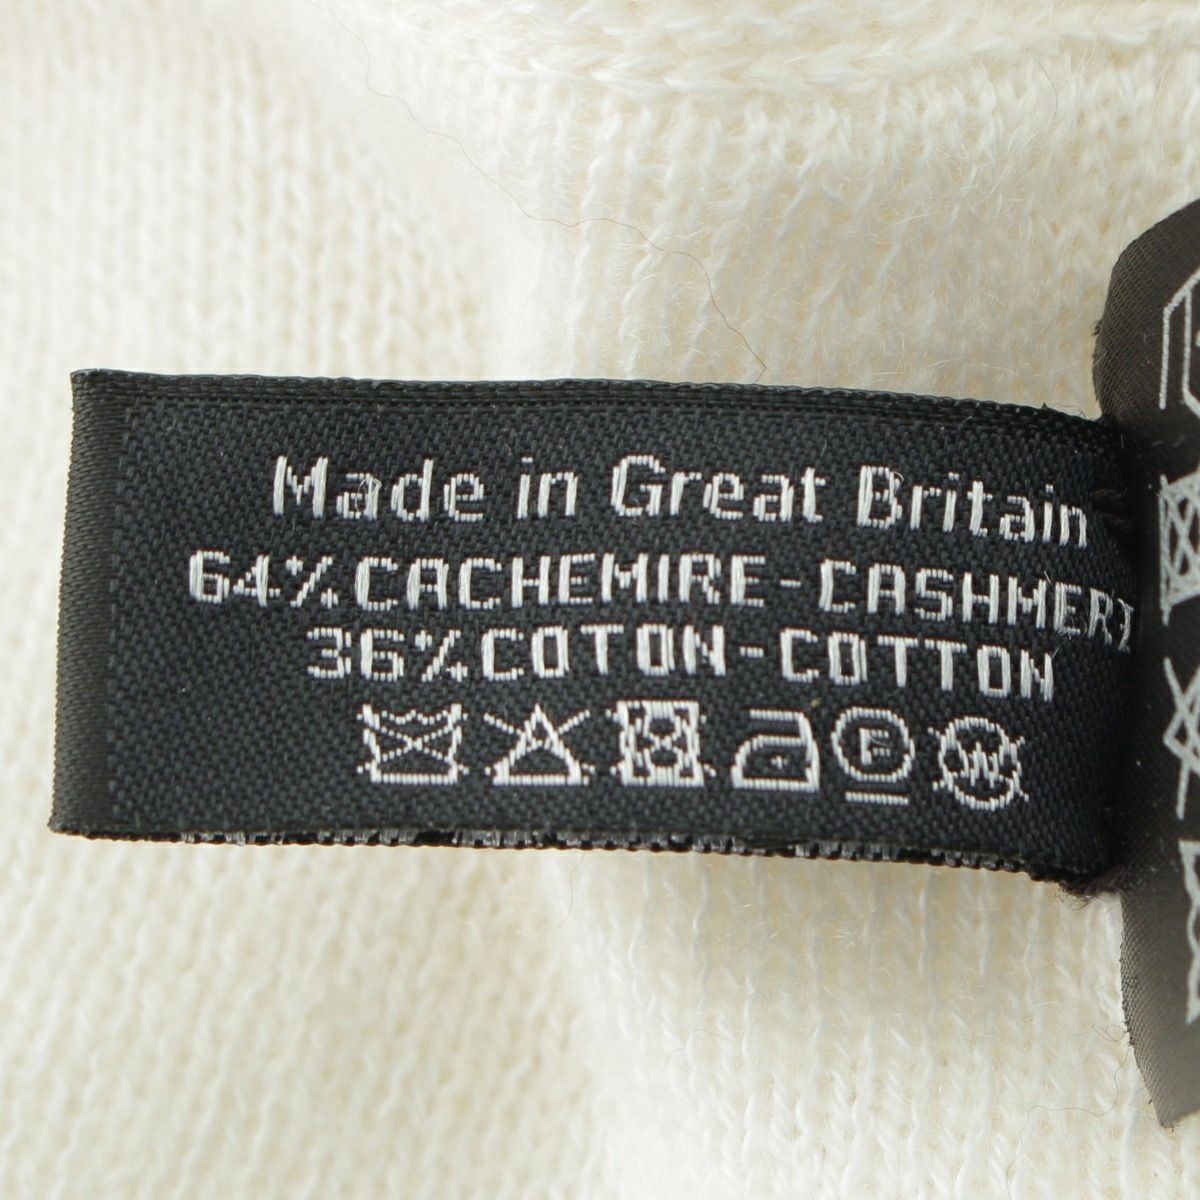 Made in Great Britain
64% CACHEMIRE - CASHMERE
36% COTON - COTTON